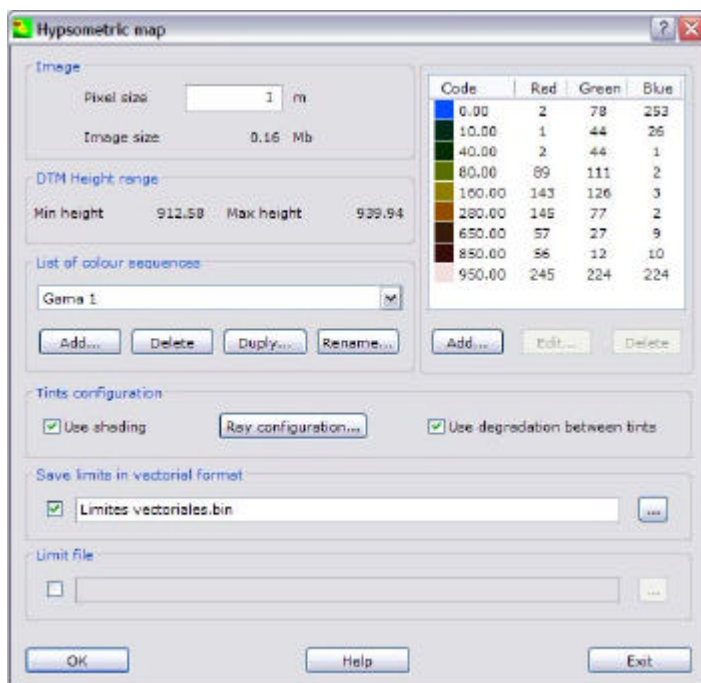 Hypsometric map
Image
Pixel size 1 m
Image size 0.16 Mb
DTM Height range
Min height 912.58 Max height 939.94
List of colour sequences
Gama 1
Add... Delete Duply... Rename...
Code Red Green Blue
0.00 2 78 253
10.00 1 44 26
40.00 2 44 1
80.00 89 111 2
160.00 143 126 3
280.00 145 77 2
650.00 57 27 9
850.00 56 12 10
950.00 245 224 224
Add... Edit... Delete
Tints configuration
Use shading Ray configuration... Use degradation between tints
Save limits in vectorial format
Limites vectoriales.bin ...
Limit file
...
OK Help Exit